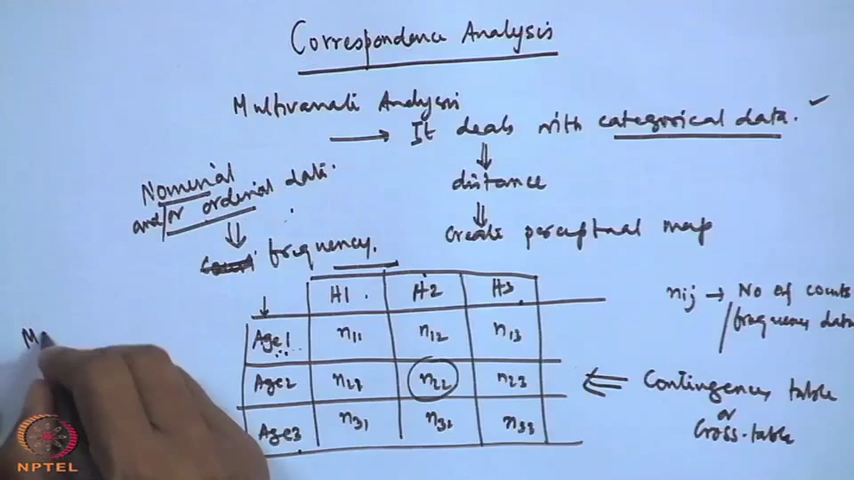 Correspondence Analysis
Multivariate Analysis
→ It deals with categorical data. ✓
Nominal
and/or ordinal data
distance
create perceptual map
frequency.
H1 H2 H3
Age1 n11 n12 n13
Age2 n21 n22 n23
Age3 n31 n32 n33
nij → No of counts
frequency data
Contingency table
or
Cross-table
M
NPTEL